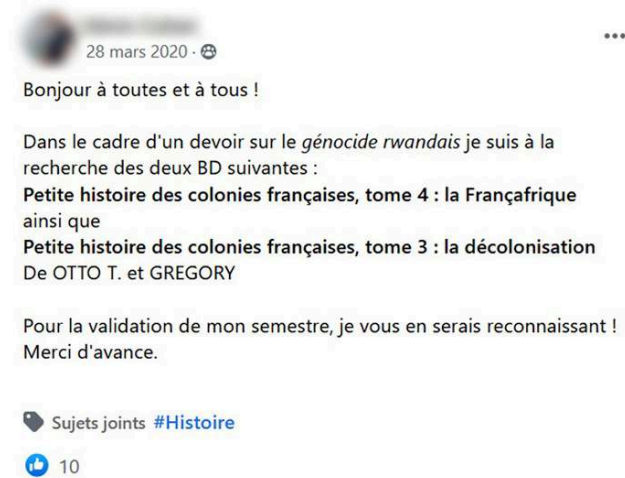 28 mars 2020 ·
Bonjour à toutes et à tous !
Dans le cadre d'un devoir sur le génocide rwandais je suis à la
recherche des deux BD suivantes :
Petite histoire des colonies françaises, tome 4 : la Françafrique
ainsi que
Petite histoire des colonies françaises, tome 3 : la décolonisation
De OTTO T. et GREGORY
Pour la validation de mon semestre, je vous en serais reconnaissant !
Merci d'avance.
Sujets joints #Histoire
10